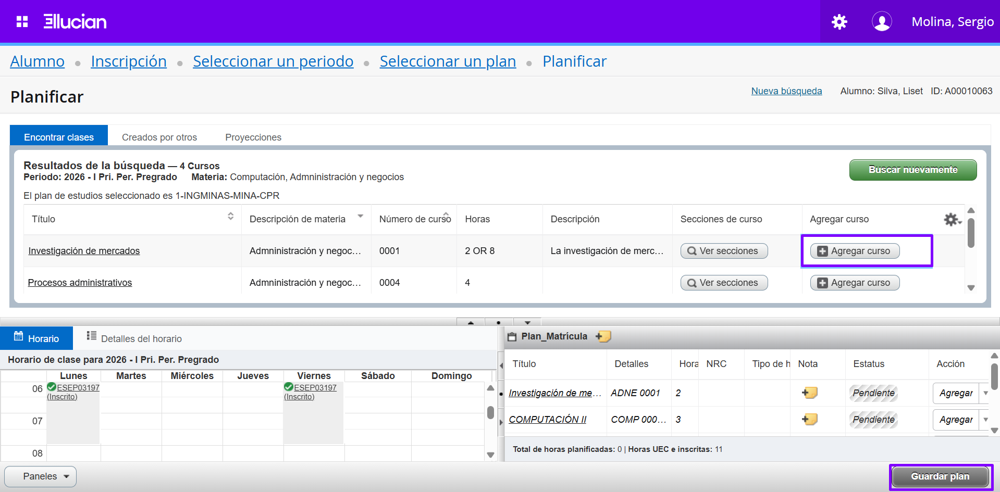 Ellucian
Molina, Sergio
Alumno • Inscripción • Seleccionar un periodo • Seleccionar un plan • Planificar
Planificar
Nueva búsqueda Alumno: Silva, Liset ID: A00010063
Encontrar clases Creados por otros Proyecciones
Resultados de la búsqueda — 4 Cursos
Periodo: 2026 - I Pri. Per. Pregrado Materia: Computación, Admninistración y negocios
Buscar nuevamente
El plan de estudios seleccionado es 1-INGMINAS-MINA-CPR
Título Descripción de materia Número de curso Horas Descripción Secciones de curso Agregar curso
Investigación de mercados Admninistración y negoc... 0001 2 OR 8 La investigación de merc... Ver secciones Agregar curso
Procesos administrativos Admninistración y negoc... 0004 4 Ver secciones Agregar curso
Horario Detalles del horario
Horario de clase para 2026 - I Pri. Per. Pregrado
Lunes Martes Miércoles Jueves Viernes Sábado Domingo
06 ESEP03197 ESEP03197
(Inscrito) (Inscrito)
07
08
Plan_Matrícula
Título Detalles Hora NRC Tipo de h Nota Estatus Acción
Investigación de me... ADNE 0001 2 Pendiente Agregar
COMPUTACIÓN II COMP 000... 3 Pendiente Agregar
Total de horas planificadas: 0 | Horas UEC e inscritas: 11
Paneles
Guardar plan